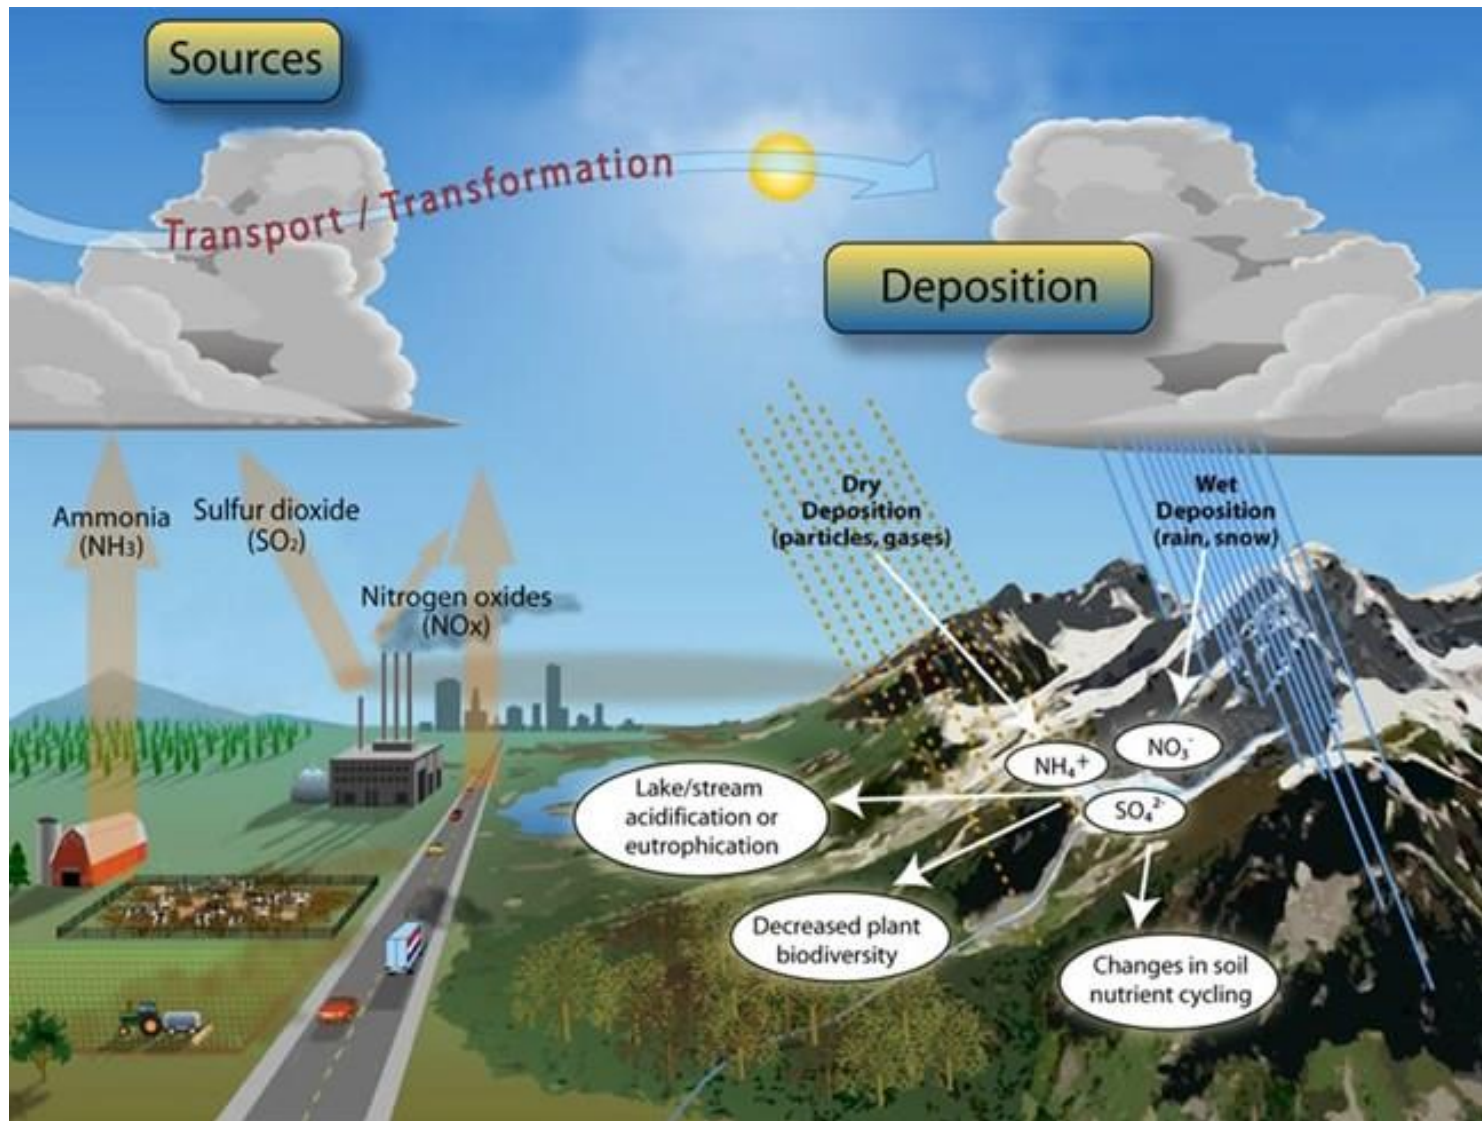 Sources
Transport / Transformation
Deposition
Ammonia
(NH₃)
Sulfur dioxide
(SO₂)
Nitrogen oxides
(NOx)
Dry
Deposition
(particles, gases)
Wet
Deposition
(rain, snow)
NH₄⁺
NO₃⁻
SO₄²⁻
Lake/stream
acidification or
eutrophication
Decreased plant
biodiversity
Changes in soil
nutrient cycling